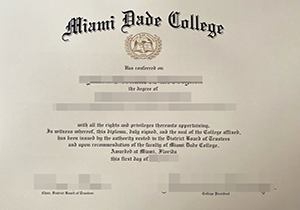 Miami Dade College
Has conferred on
the degree of
with all the rights and privileges thereunto appertaining.
In witness whereof, this diploma, duly signed, and the seal of the College affixed,
has been issued by the authority vested in the District Board of Trustees
and upon recommendation of the faculty of Miami Dade College.
Awarded at Miami, Florida
this first day of
Chair, District Board of Trustees
College President